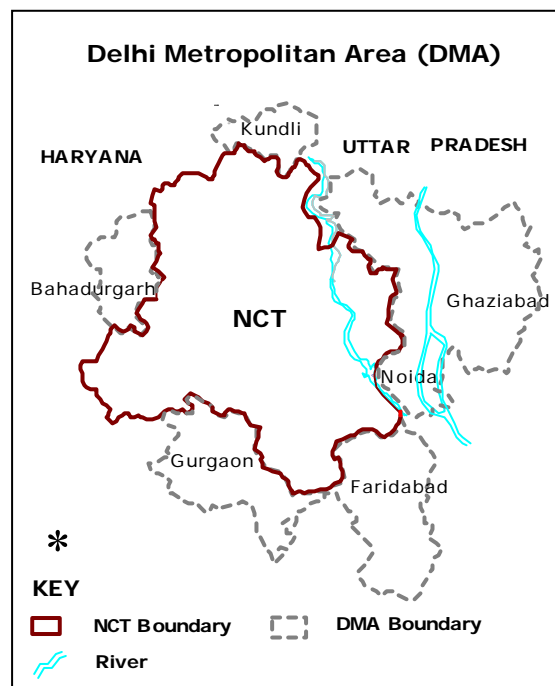 Delhi Metropolitan Area (DMA)
Kundli
HARYANA
UTTAR PRADESH
Bahadurgarh
Ghaziabad
NCT
Noida
Gurgaon
Faridabad
*
KEY
NCT Boundary
DMA Boundary
River